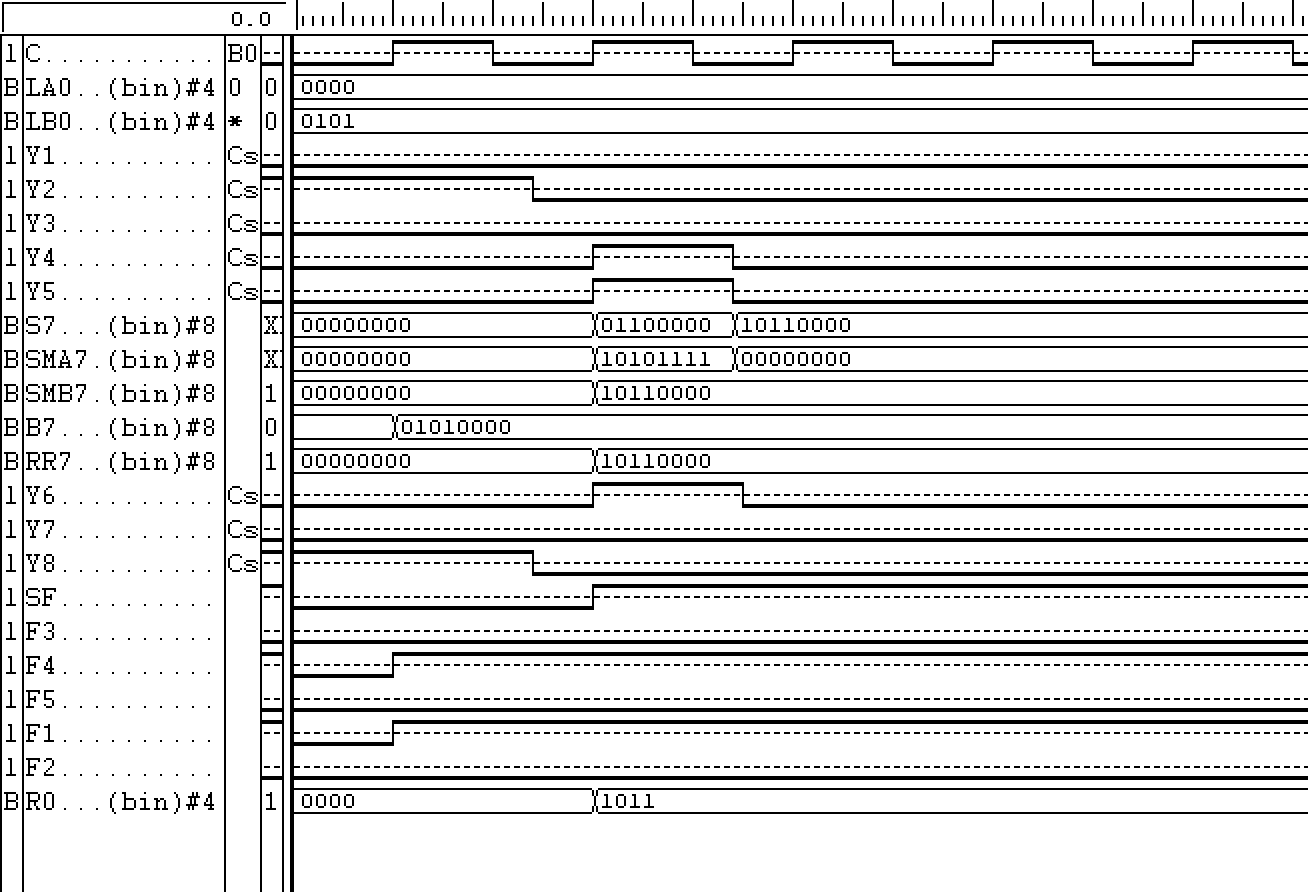 0.0
1 C........... B0
B LA0..(bin)#4 0 0 0000
B LB0..(bin)#4 * 0 0101
1 Y1.......... Cs
1 Y2.......... Cs
1 Y3.......... Cs
1 Y4.......... Cs
1 Y5.......... Cs
B S7...(bin)#8 X 00000000 01100000 10110000
B SMA7.(bin)#8 X 00000000 10101111 00000000
B SMB7.(bin)#8 1 00000000 10110000
B B7...(bin)#8 0 01010000
B RR7..(bin)#8 1 00000000 10110000
1 Y6.......... Cs
1 Y7.......... Cs
1 Y8.......... Cs
1 SF..........
1 F3..........
1 F4..........
1 F5..........
1 F1..........
1 F2..........
B R0...(bin)#4 1 0000 1011